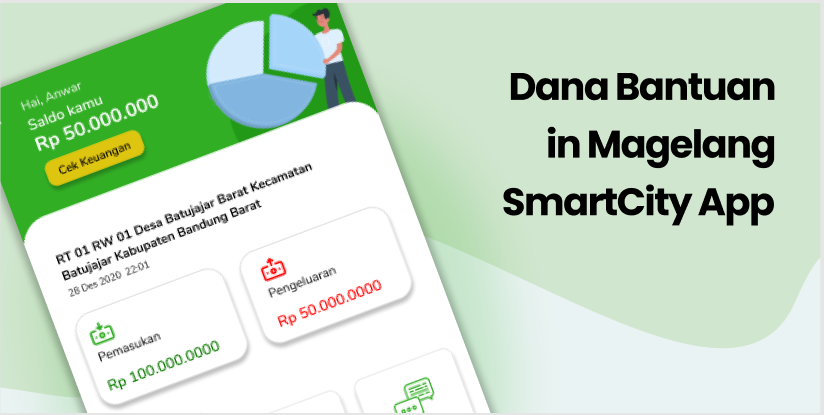 Hai, Anwar
Saldo kamu
Rp 50.000.000
Cek Keuangan
RT 01 RW 01 Desa Batujajar Barat Kecamatan
Batujajar Kabupaten Bandung Barat
28 Des 2020 22:01
Pemasukan
Rp 100.000.0000
Pengeluaran
Rp 50.000.0000
Dana Bantuan
in Magelang
SmartCity App